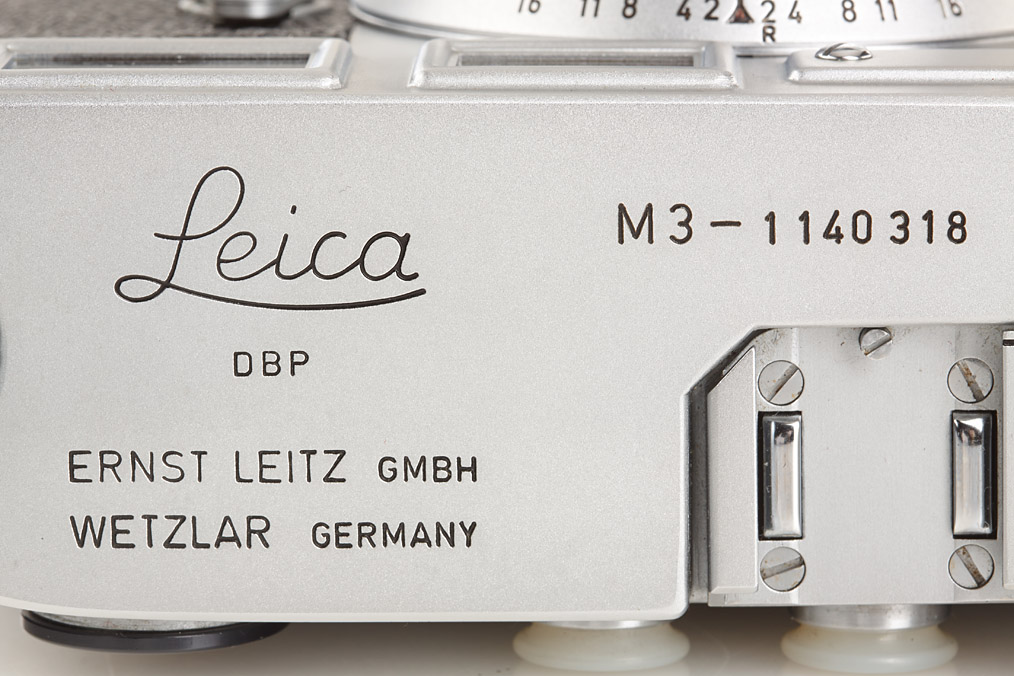 16 11 8 4 2 2 4 8 11 16
R
Leica
M3-1140318
DBP
ERNST LEITZ GMBH
WETZLAR GERMANY